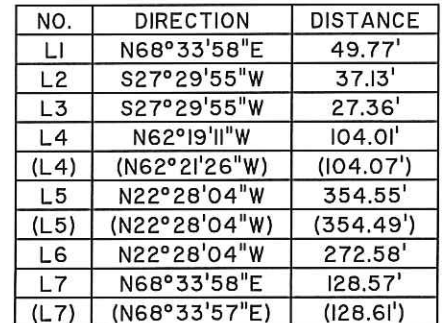 NO. DIRECTION DISTANCE
L1 N68°33'58"E 49.77'
L2 S27°29'55"W 37.13'
L3 S27°29'55"W 27.36'
L4 N62°19'11"W 104.01'
(L4) (N62°21'26"W) (104.07')
L5 N22°28'04"W 354.55'
(L5) (N22°28'04"W) (354.49')
L6 N22°28'04"W 272.58'
L7 N68°33'58"E 128.57'
(L7) (N68°33'57"E) (128.61')